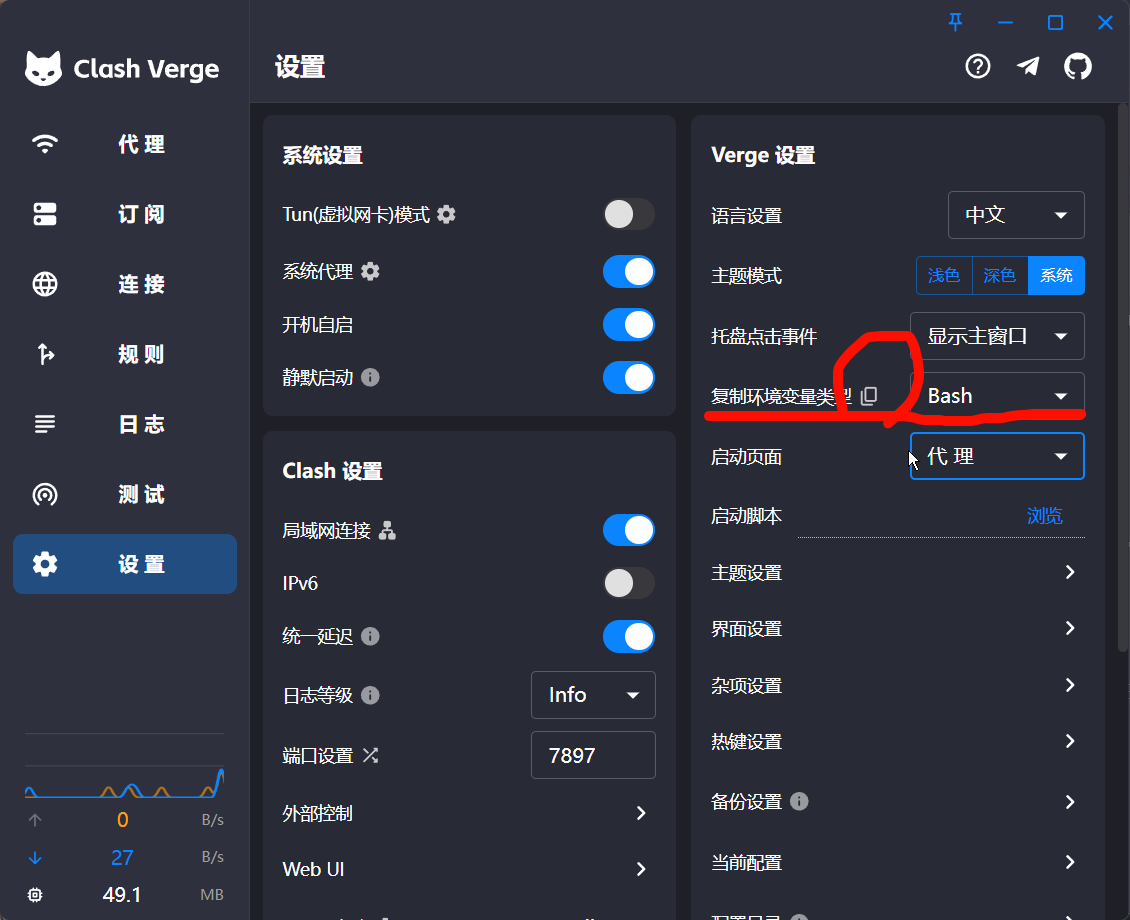 Clash Verge
代 理
订 阅
连 接
规 则
日 志
测 试
设 置
0 B/s
27 B/s
49.1 MB
设置
系统设置
Tun(虚拟网卡)模式
系统代理
开机自启
静默启动
Clash 设置
局域网连接
IPv6
统一延迟
日志等级 Info
端口设置 7897
外部控制
Web UI
Verge 设置
语言设置 中文
主题模式 浅色 深色 系统
托盘点击事件 显示主窗口
复制环境变量类型 Bash
启动页面 代 理
启动脚本 浏览
主题设置
界面设置
杂项设置
热键设置
备份设置
当前配置